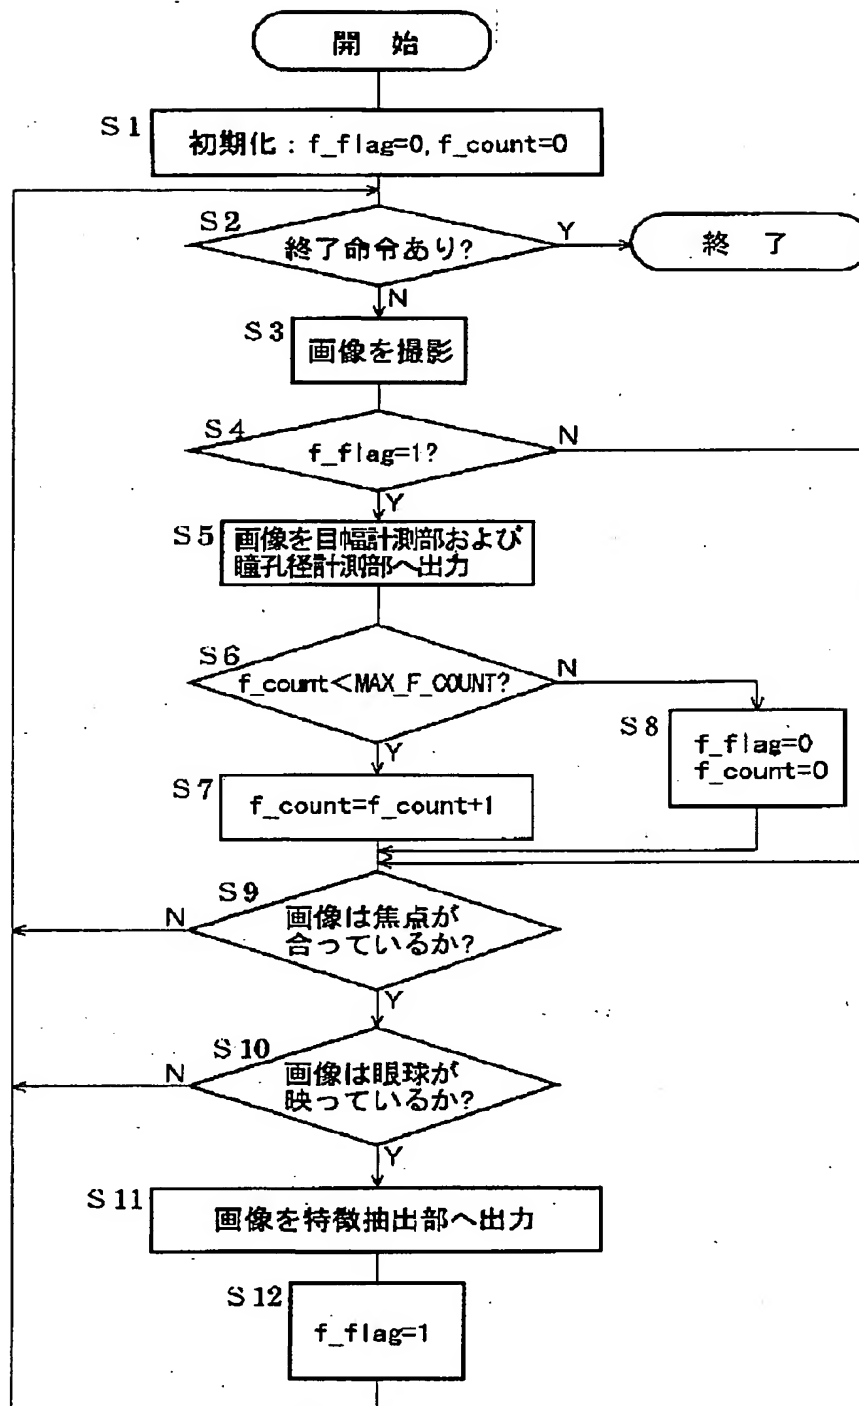 開 始
S1
初期化：f_flag=0, f_count=0
S2
終了命令あり?
Y
終 了
N
S3
画像を撮影
S4
f_flag=1?
N
Y
S5
画像を目幅計測部および
瞳孔径計測部へ出力
S6
f_count＜MAX_F_COUNT?
N
Y
S8
f_flag=0
f_count=0
S7
f_count=f_count+1
S9
画像は焦点が
合っているか?
N
Y
S10
画像は眼球が
映っているか?
N
Y
S11
画像を特徴抽出部へ出力
S12
f_flag=1